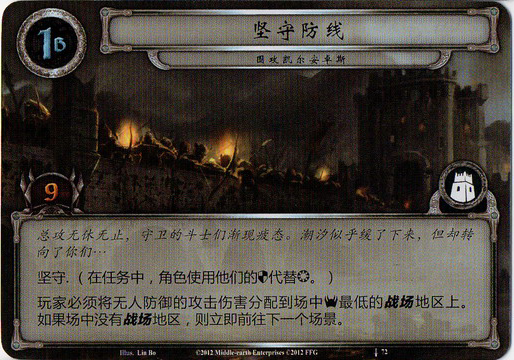 坚守防线
围攻凯尔安卓斯
1B
9
总攻无休无止,守卫的斗士们渐现疲态。潮汐似乎缓了下来,但却转
向了你们…
坚守.(在任务中,角色使用他们的代替。)
玩家必须将无人防御的攻击伤害分配到场中最低的战场地区上。
如果场中没有战场地区,则立即前往下一个场景。
Illus. Lin Bo ©2012 Middle-earth Enterprises ©2012 FFG 72